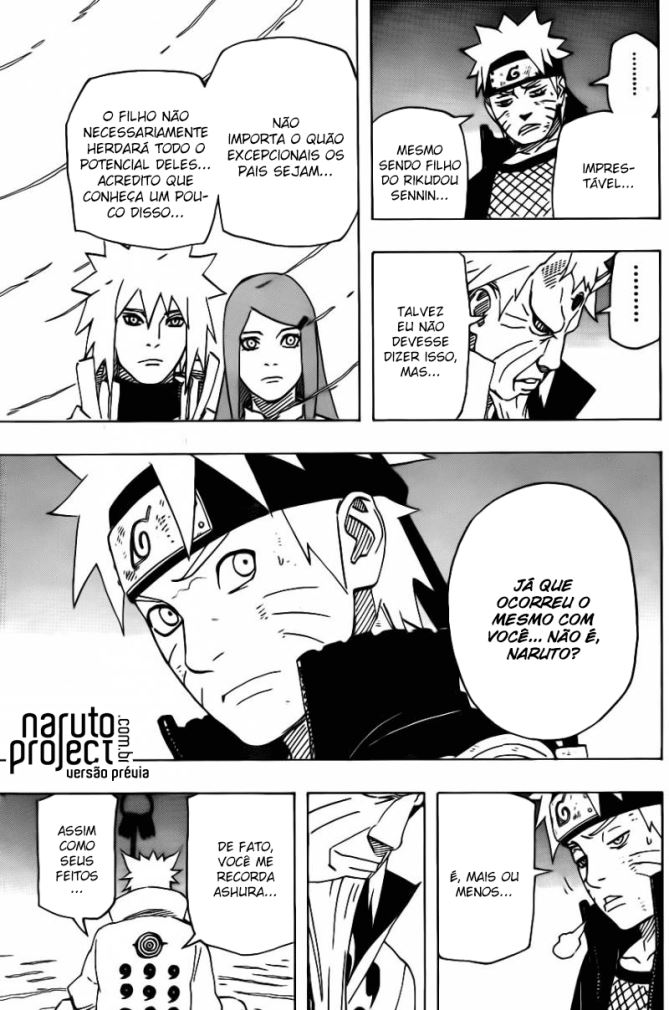 ........
IMPRES-
TÁVEL...
MESMO
SENDO FILHO
DO RIKUDOU
SENNIN...
.........
TALVEZ
EU NÃO
DEVESSE
DIZER ISSO,
MAS...
NÃO
IMPORTA O QUÃO
EXCEPCIONAIS OS
PAIS SEJAM...
O FILHO NÃO
NECESSARIAMENTE
HERDARÁ TODO O
POTENCIAL DELES...
ACREDITO QUE
CONHEÇA UM POU-
CO DISSO...
JÁ QUE
OCORREU O
MESMO COM
VOCÊ... NÃO É,
NARUTO?
naruto
project
.com.br
versão prévia
É, MAIS OU
MENOS...
DE FATO,
VOCÊ ME
RECORDA
ASHURA...
ASSIM
COMO
SEUS
FEITOS
...